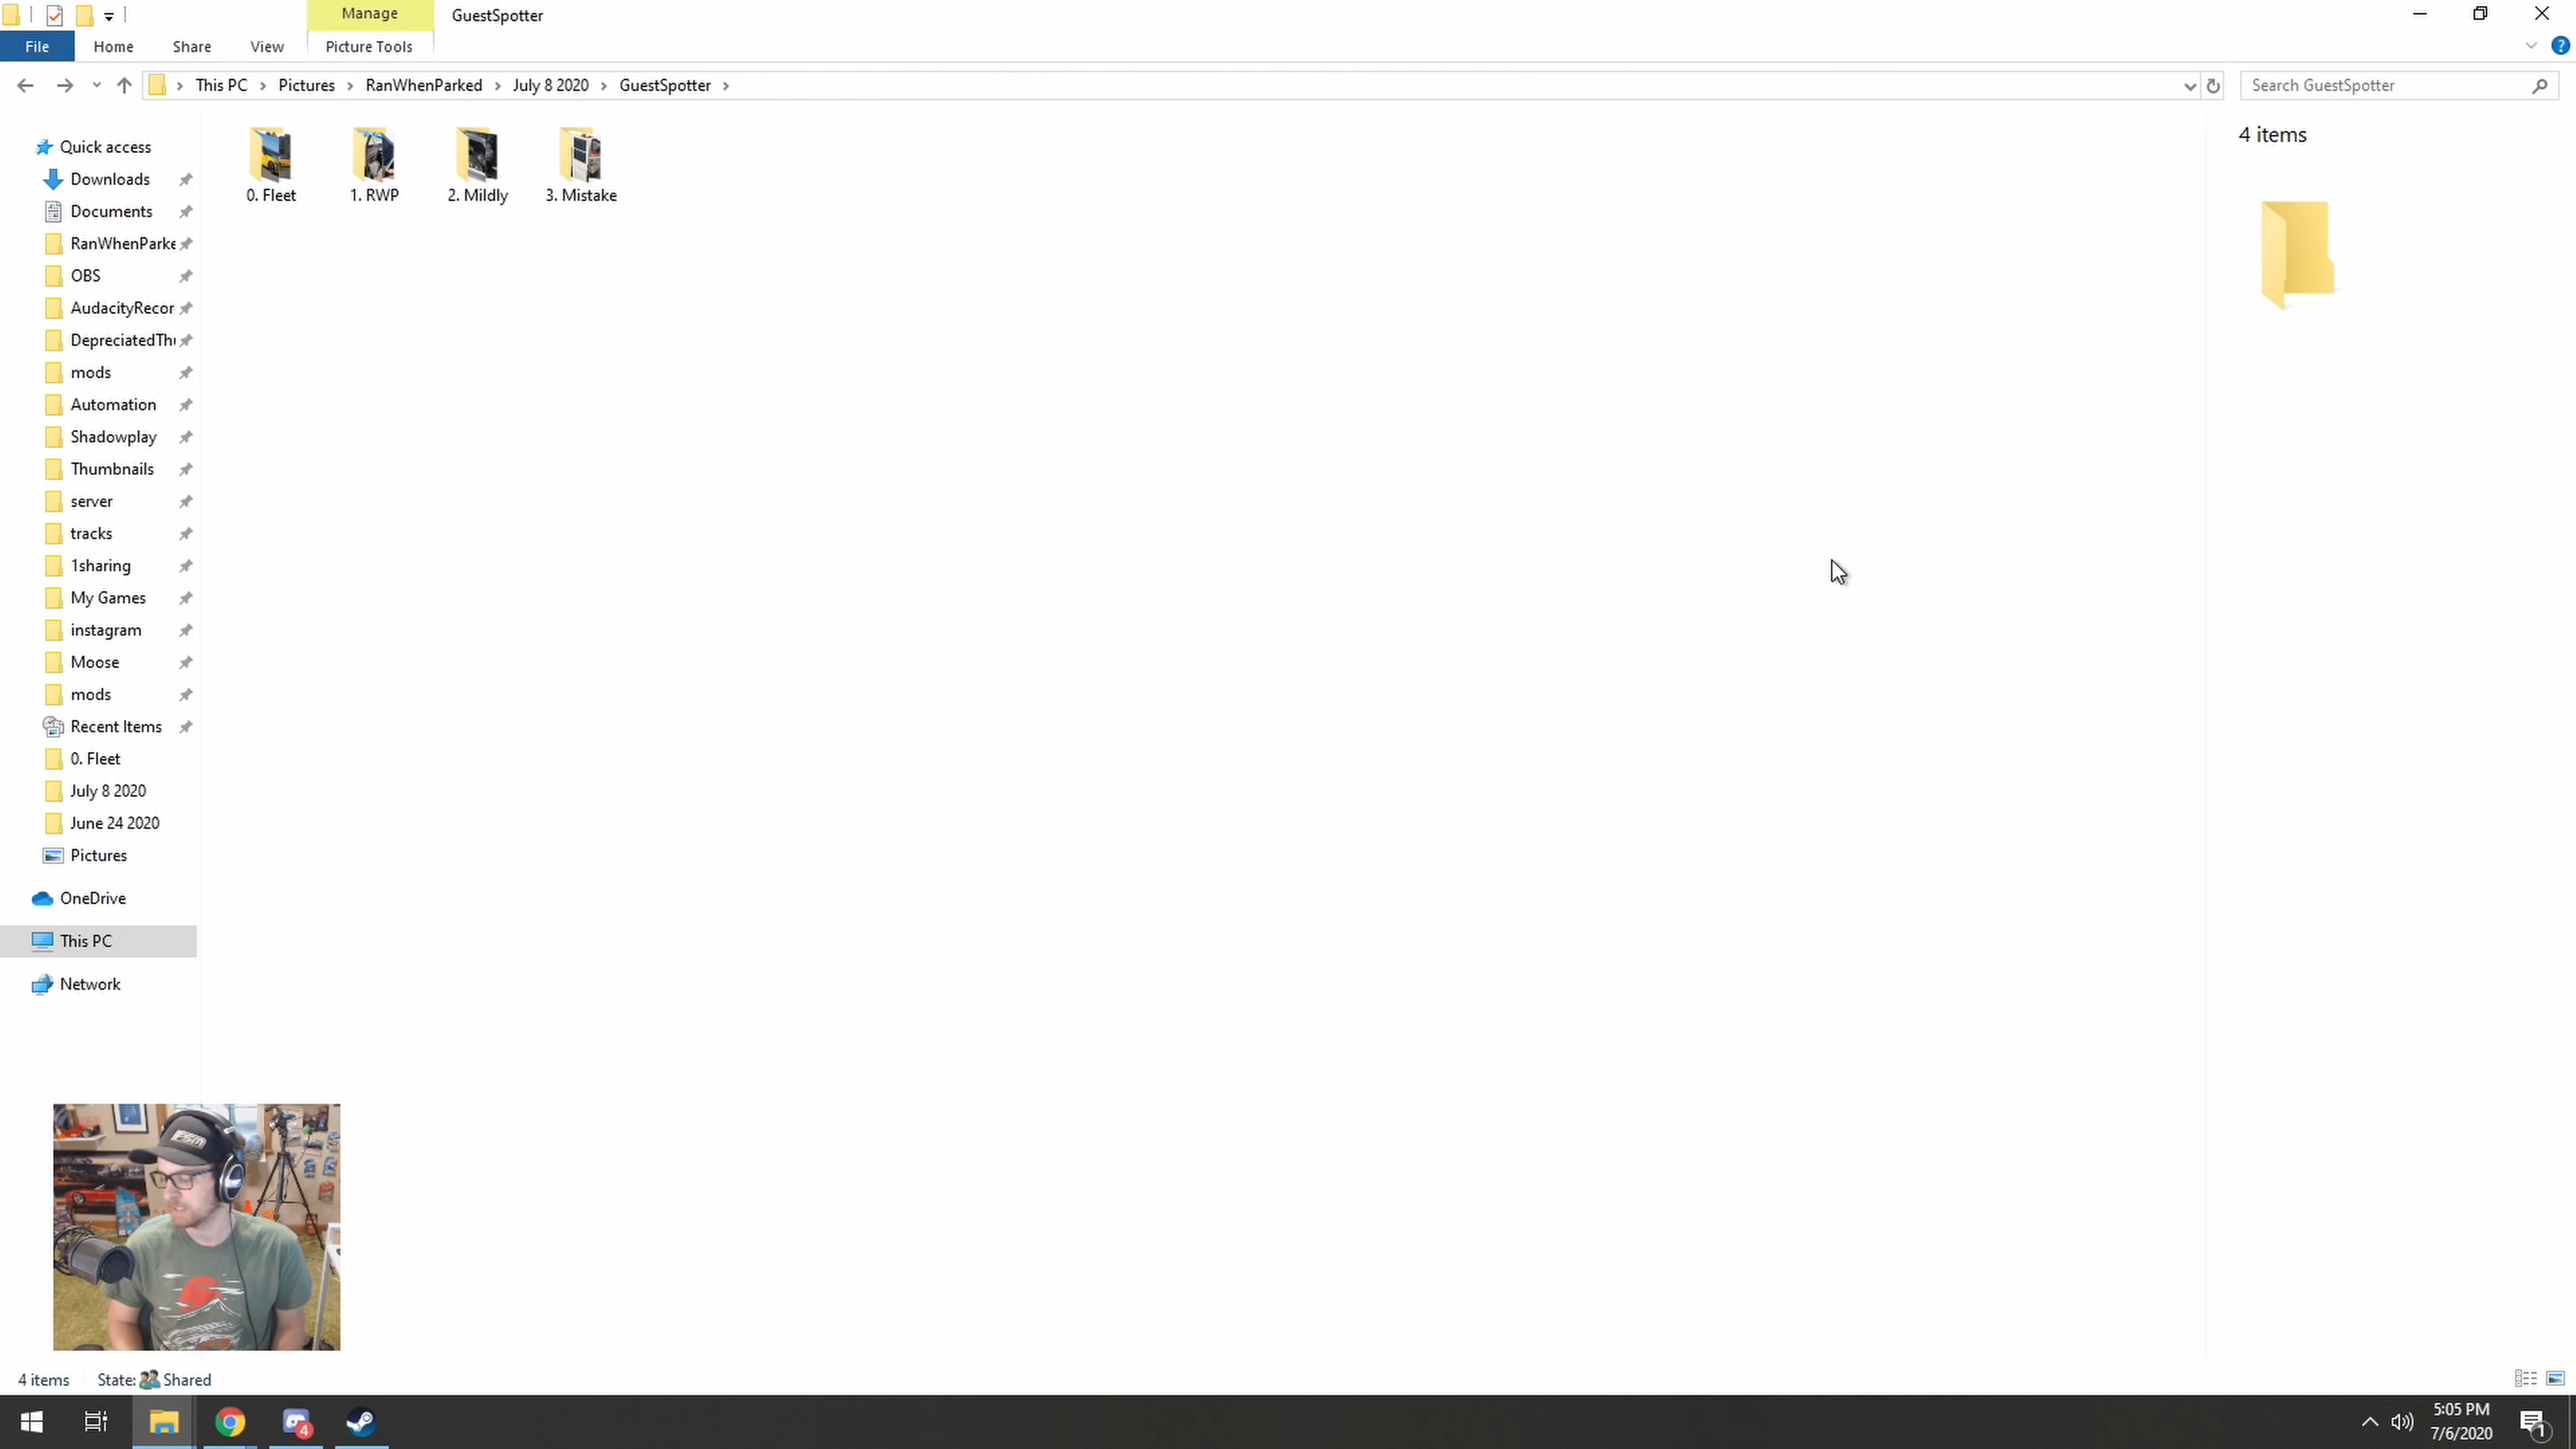 Manage
GuestSpotter
File
Home
Share
View
Picture Tools
This PC
Pictures
RanWhenParked
July 8 2020
GuestSpotter
Search GuestSpotter
Quick access
Downloads
Documents
RanWhenParke
OBS
AudacityRecor
DepreciatedTh
mods
Automation
Shadowplay
Thumbnails
server
tracks
1sharing
My Games
instagram
Moose
mods
Recent Items
0. Fleet
July 8 2020
June 24 2020
Pictures
OneDrive
This PC
Network
0. Fleet
1. RWP
2. Mildly
3. Mistake
4 items
4 items
State: Shared
4
5:05 PM
7/6/2020
1